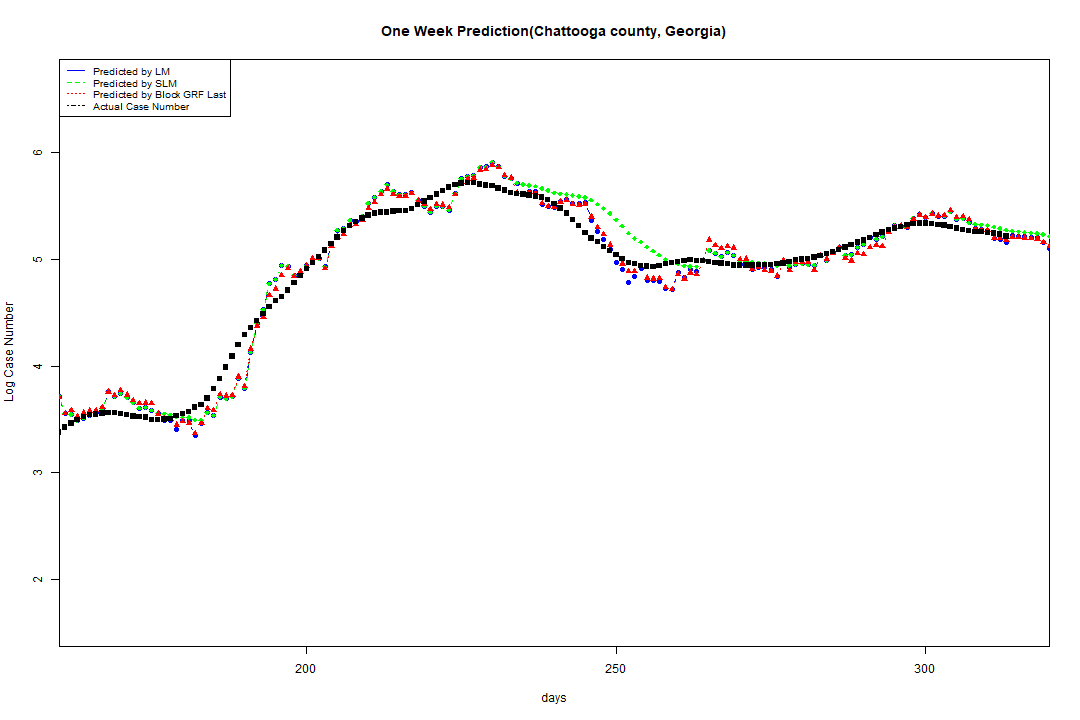 One Week Prediction(Chattooga county, Georgia)
Predicted by LM
Predicted by SLM
Predicted by Block GRF Last
Actual Case Number
6
5
4
3
2
Log Case Number
200 250 300
days